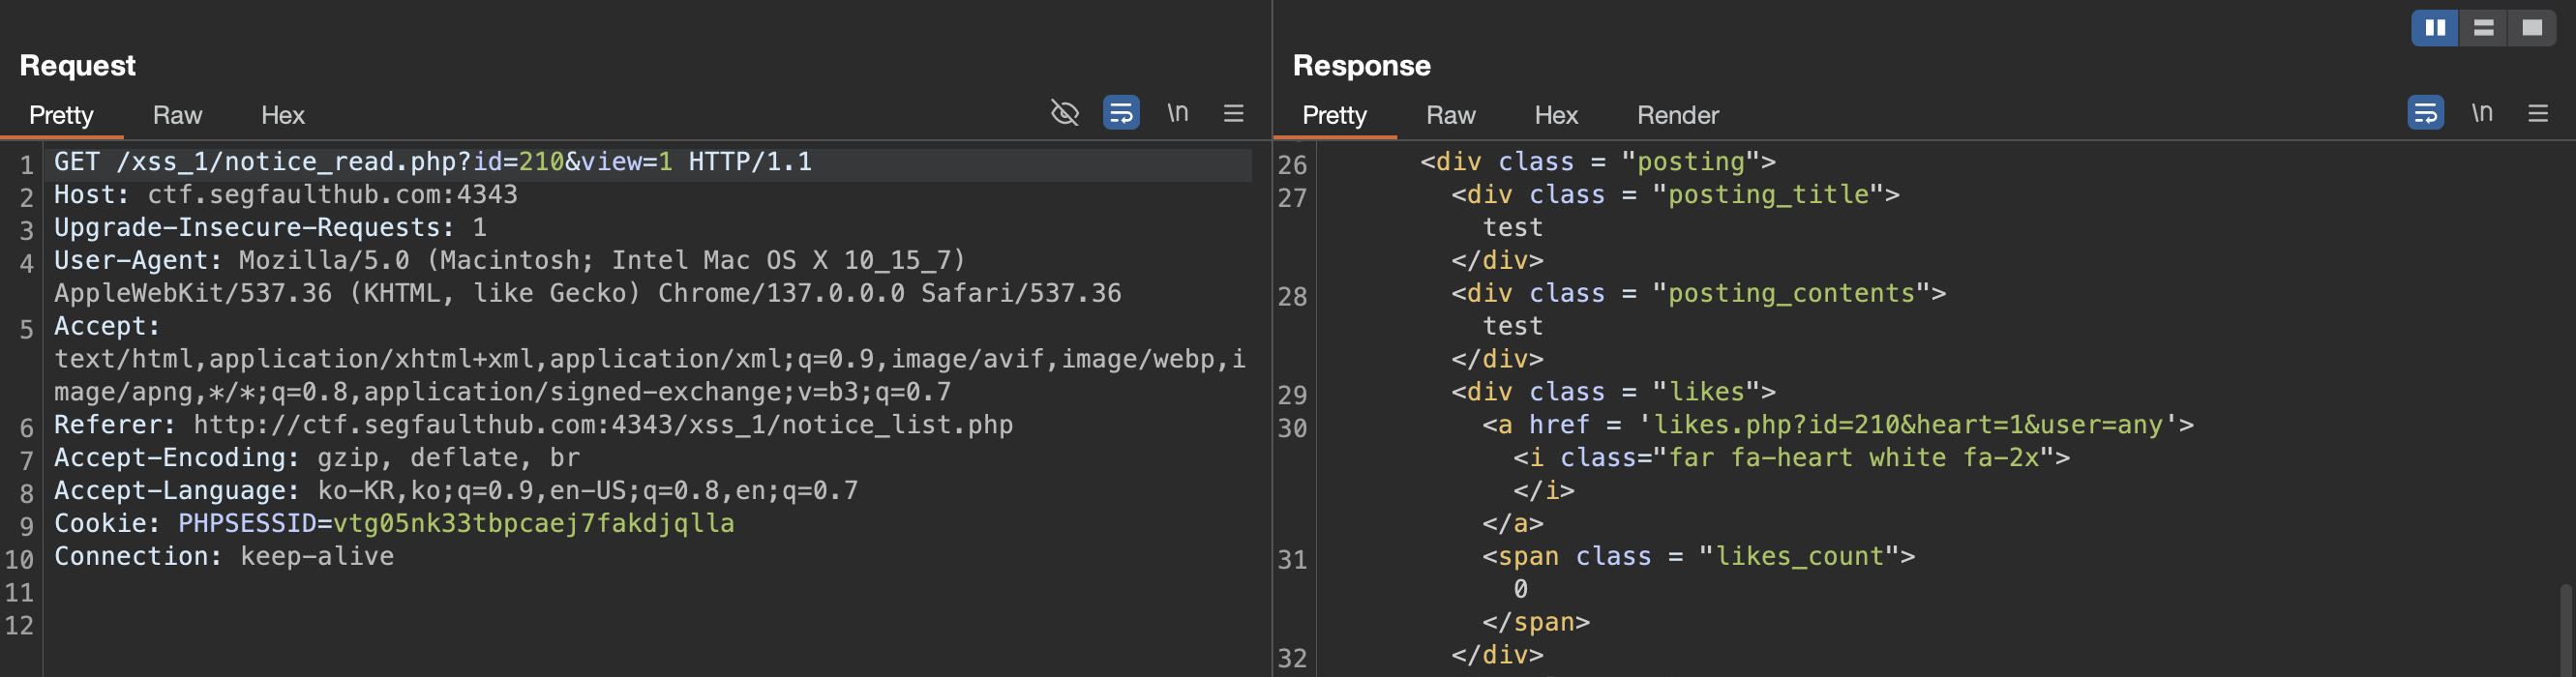 Request
Pretty Raw Hex \n
1 GET /xss_1/notice_read.php?id=210&view=1 HTTP/1.1
2 Host: ctf.segfaulthub.com:4343
3 Upgrade-Insecure-Requests: 1
4 User-Agent: Mozilla/5.0 (Macintosh; Intel Mac OS X 10_15_7)
AppleWebKit/537.36 (KHTML, like Gecko) Chrome/137.0.0.0 Safari/537.36
5 Accept:
text/html,application/xhtml+xml,application/xml;q=0.9,image/avif,image/webp,i
mage/apng,*/*;q=0.8,application/signed-exchange;v=b3;q=0.7
6 Referer: http://ctf.segfaulthub.com:4343/xss_1/notice_list.php
7 Accept-Encoding: gzip, deflate, br
8 Accept-Language: ko-KR,ko;q=0.9,en-US;q=0.8,en;q=0.7
9 Cookie: PHPSESSID=vtg05nk33tbpcaej7fakdjqlla
10 Connection: keep-alive
11
12
Response
Pretty Raw Hex Render \n
26 <div class = "posting">
27 <div class = "posting_title">
test
</div>
28 <div class = "posting_contents">
test
</div>
29 <div class = "likes">
30 <a href = 'likes.php?id=210&heart=1&user=any'>
<i class="far fa-heart white fa-2x">
</i>
</a>
31 <span class = "likes_count">
0
</span>
32 </div>